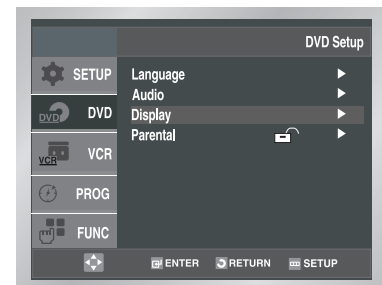 DVD Setup
SETUP
DVD
DVD
VCR
VCR
PROG
FUNC
Language
Audio
Display
Parental
ENTER RETURN SETUP